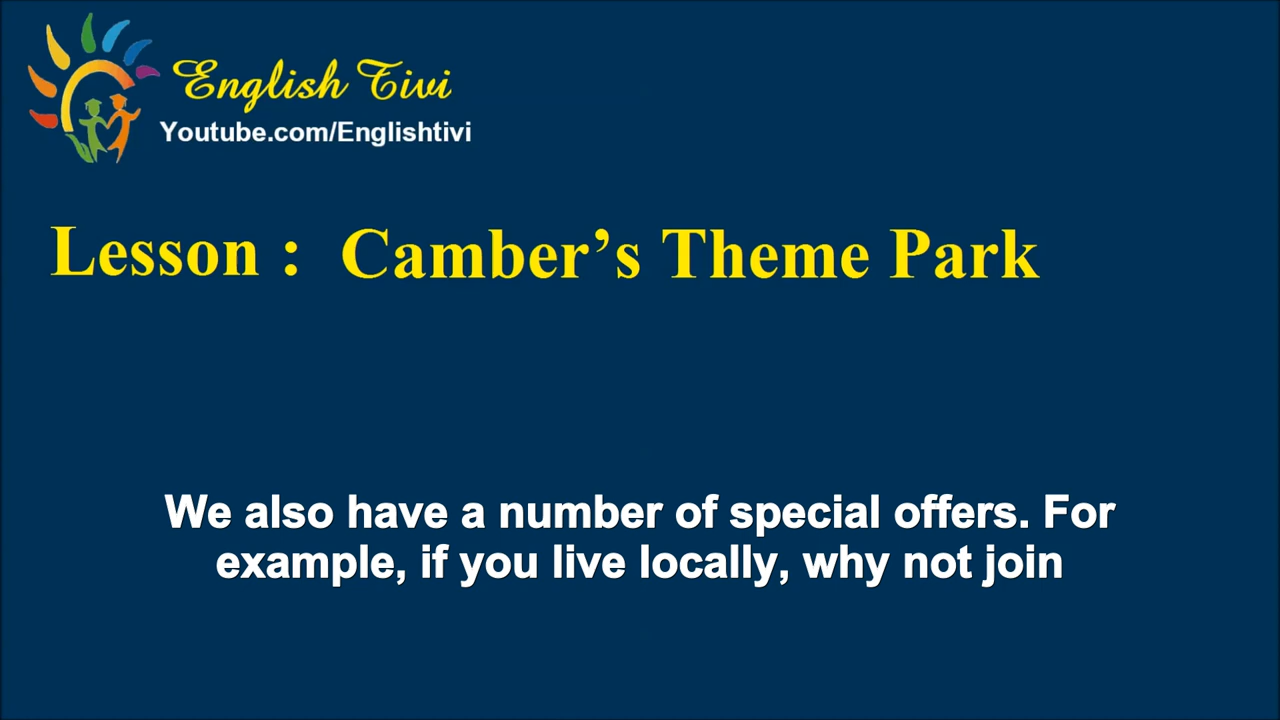 English Tivi
Youtube.com/Englishtivi
Lesson : Camber’s Theme Park
We also have a number of special offers. For
example, if you live locally, why not join